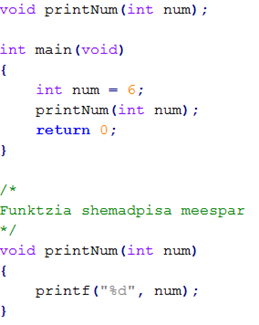 void printNum(int num);
int main(void)
{
int num = 6;
printNum(int num);
return 0;
}
/*
Funktzia shemadpisa meespar
*/
void printNum(int num)
{
printf("%d", num);
}